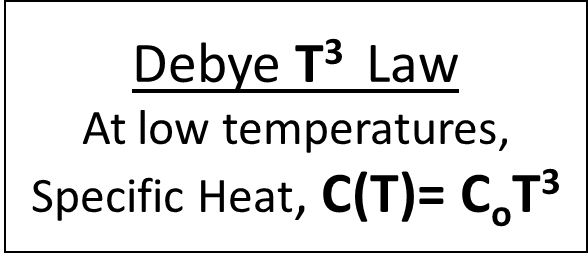 Debye T³ Law
At low temperatures,
Specific Heat, C(T)= CₒT³